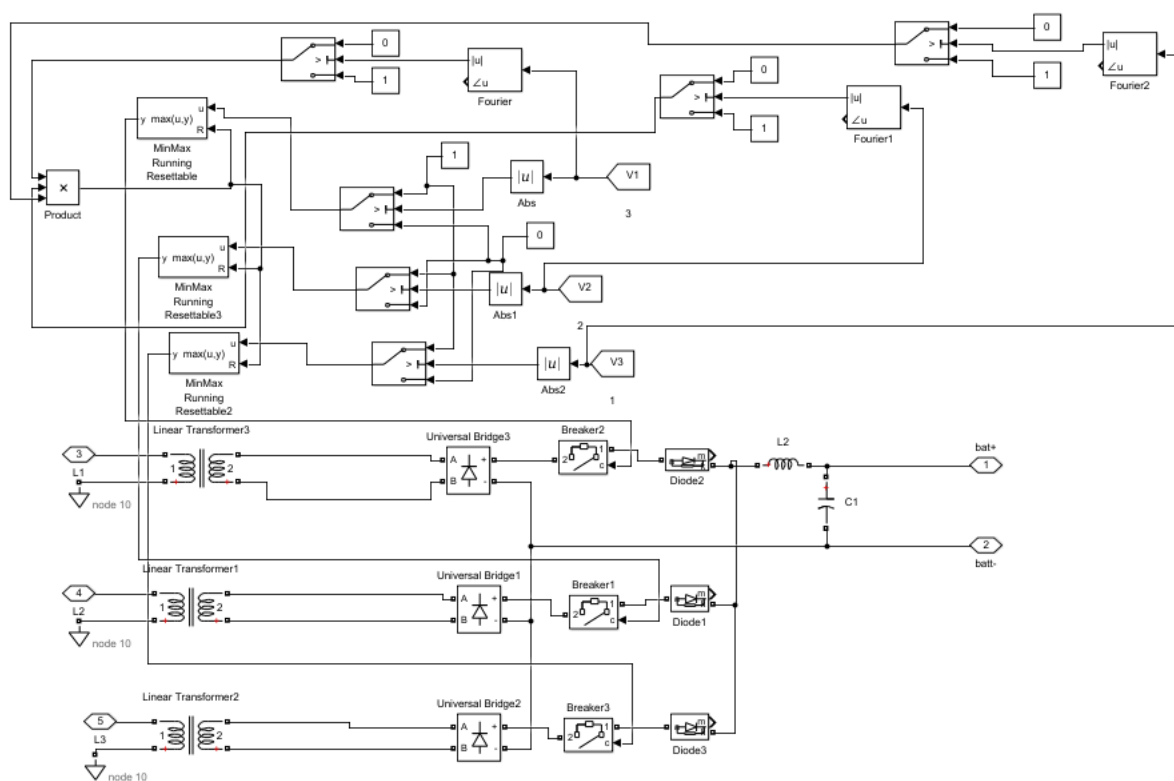 0
1
|u|
∠u
Fourier
>
0
1
|u|
∠u
Fourier1
>
0
1
|u|
∠u
Fourier2
>
y max(u,y)
u
R
MinMax
Running
Resettable
×
Product
1
>
|u|
Abs
V1
3
0
y max(u,y)
u
R
MinMax
Running
Resettable3
>
|u|
Abs1
V2
2
y max(u,y)
u
R
MinMax
Running
Resettable2
>
|u|
Abs2
V3
1
Linear Transformer3
3
L1
node 10
1
2
Universal Bridge3
A
B
+
-
Breaker2
2
1
c
m
Diode2
L2
C1
bat+
1
2
batt-
Linear Transformer1
4
L2
node 10
1
2
Universal Bridge1
A
B
+
-
Breaker1
2
1
c
m
Diode1
Linear Transformer2
5
L3
node 10
1
2
Universal Bridge2
A
B
+
-
Breaker3
2
1
c
m
Diode3